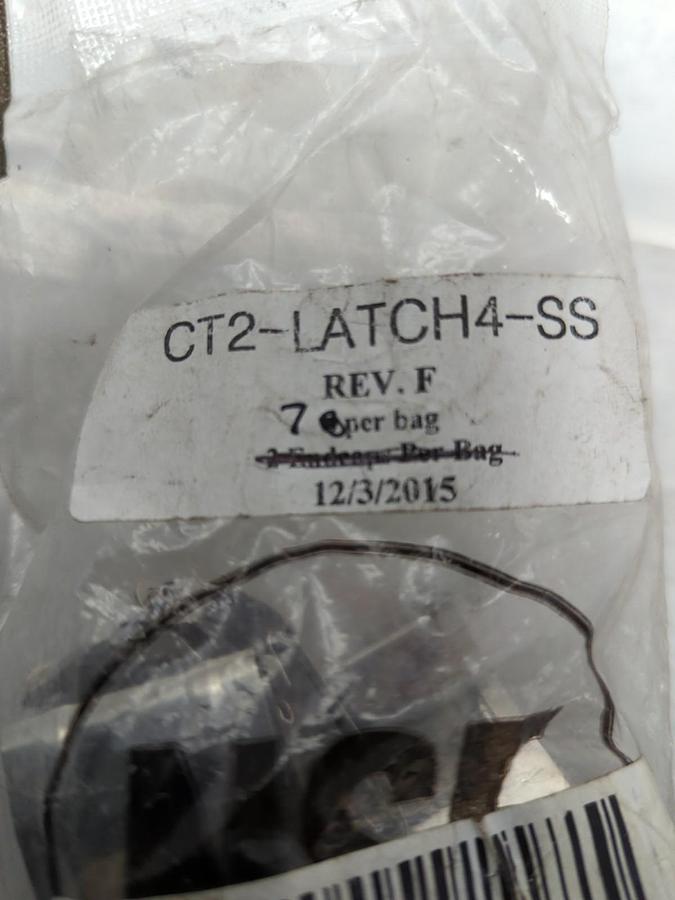 CT2-LATCH4-SS
REV. F
7 per bag
2 Endcaps Per Bag
12/3/2015